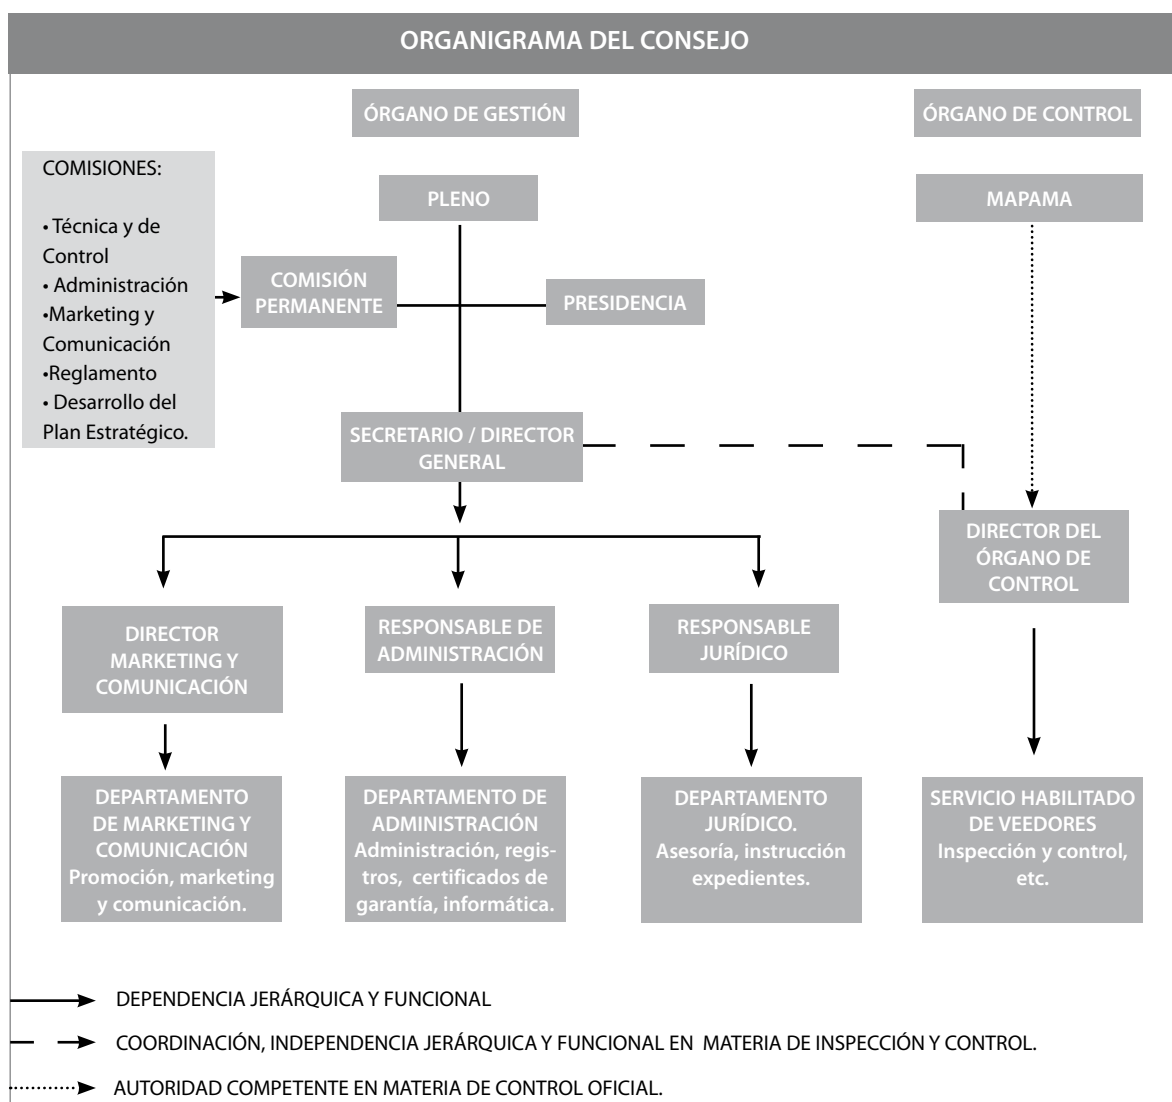 ORGANIGRAMA DEL CONSEJO
ÓRGANO DE GESTIÓN
ÓRGANO DE CONTROL
COMISIONES:
• Técnica y de
Control
• Administración
•Marketing y
Comunicación
•Reglamento
• Desarrollo del
Plan Estratégico.
PLENO
MAPAMA
COMISIÓN
PERMANENTE
PRESIDENCIA
SECRETARIO / DIRECTOR
GENERAL
DIRECTOR DEL
ÓRGANO DE
CONTROL
DIRECTOR
MARKETING Y
COMUNICACIÓN
RESPONSABLE DE
ADMINISTRACIÓN
RESPONSABLE
JURÍDICO
DEPARTAMENTO
DE MARKETING Y
COMUNICACIÓN
Promoción, marketing
y comunicación.
DEPARTAMENTO DE
ADMINISTRACIÓN
Administración, regis-
tros, certificados de
garantía, informática.
DEPARTAMENTO
JURÍDICO.
Asesoría, instrucción
expedientes.
SERVICIO HABILITADO
DE VEEDORES
Inspección y control,
etc.
DEPENDENCIA JERÁRQUICA Y FUNCIONAL
COORDINACIÓN, INDEPENDENCIA JERÁRQUICA Y FUNCIONAL EN MATERIA DE INSPECCIÓN Y CONTROL.
AUTORIDAD COMPETENTE EN MATERIA DE CONTROL OFICIAL.